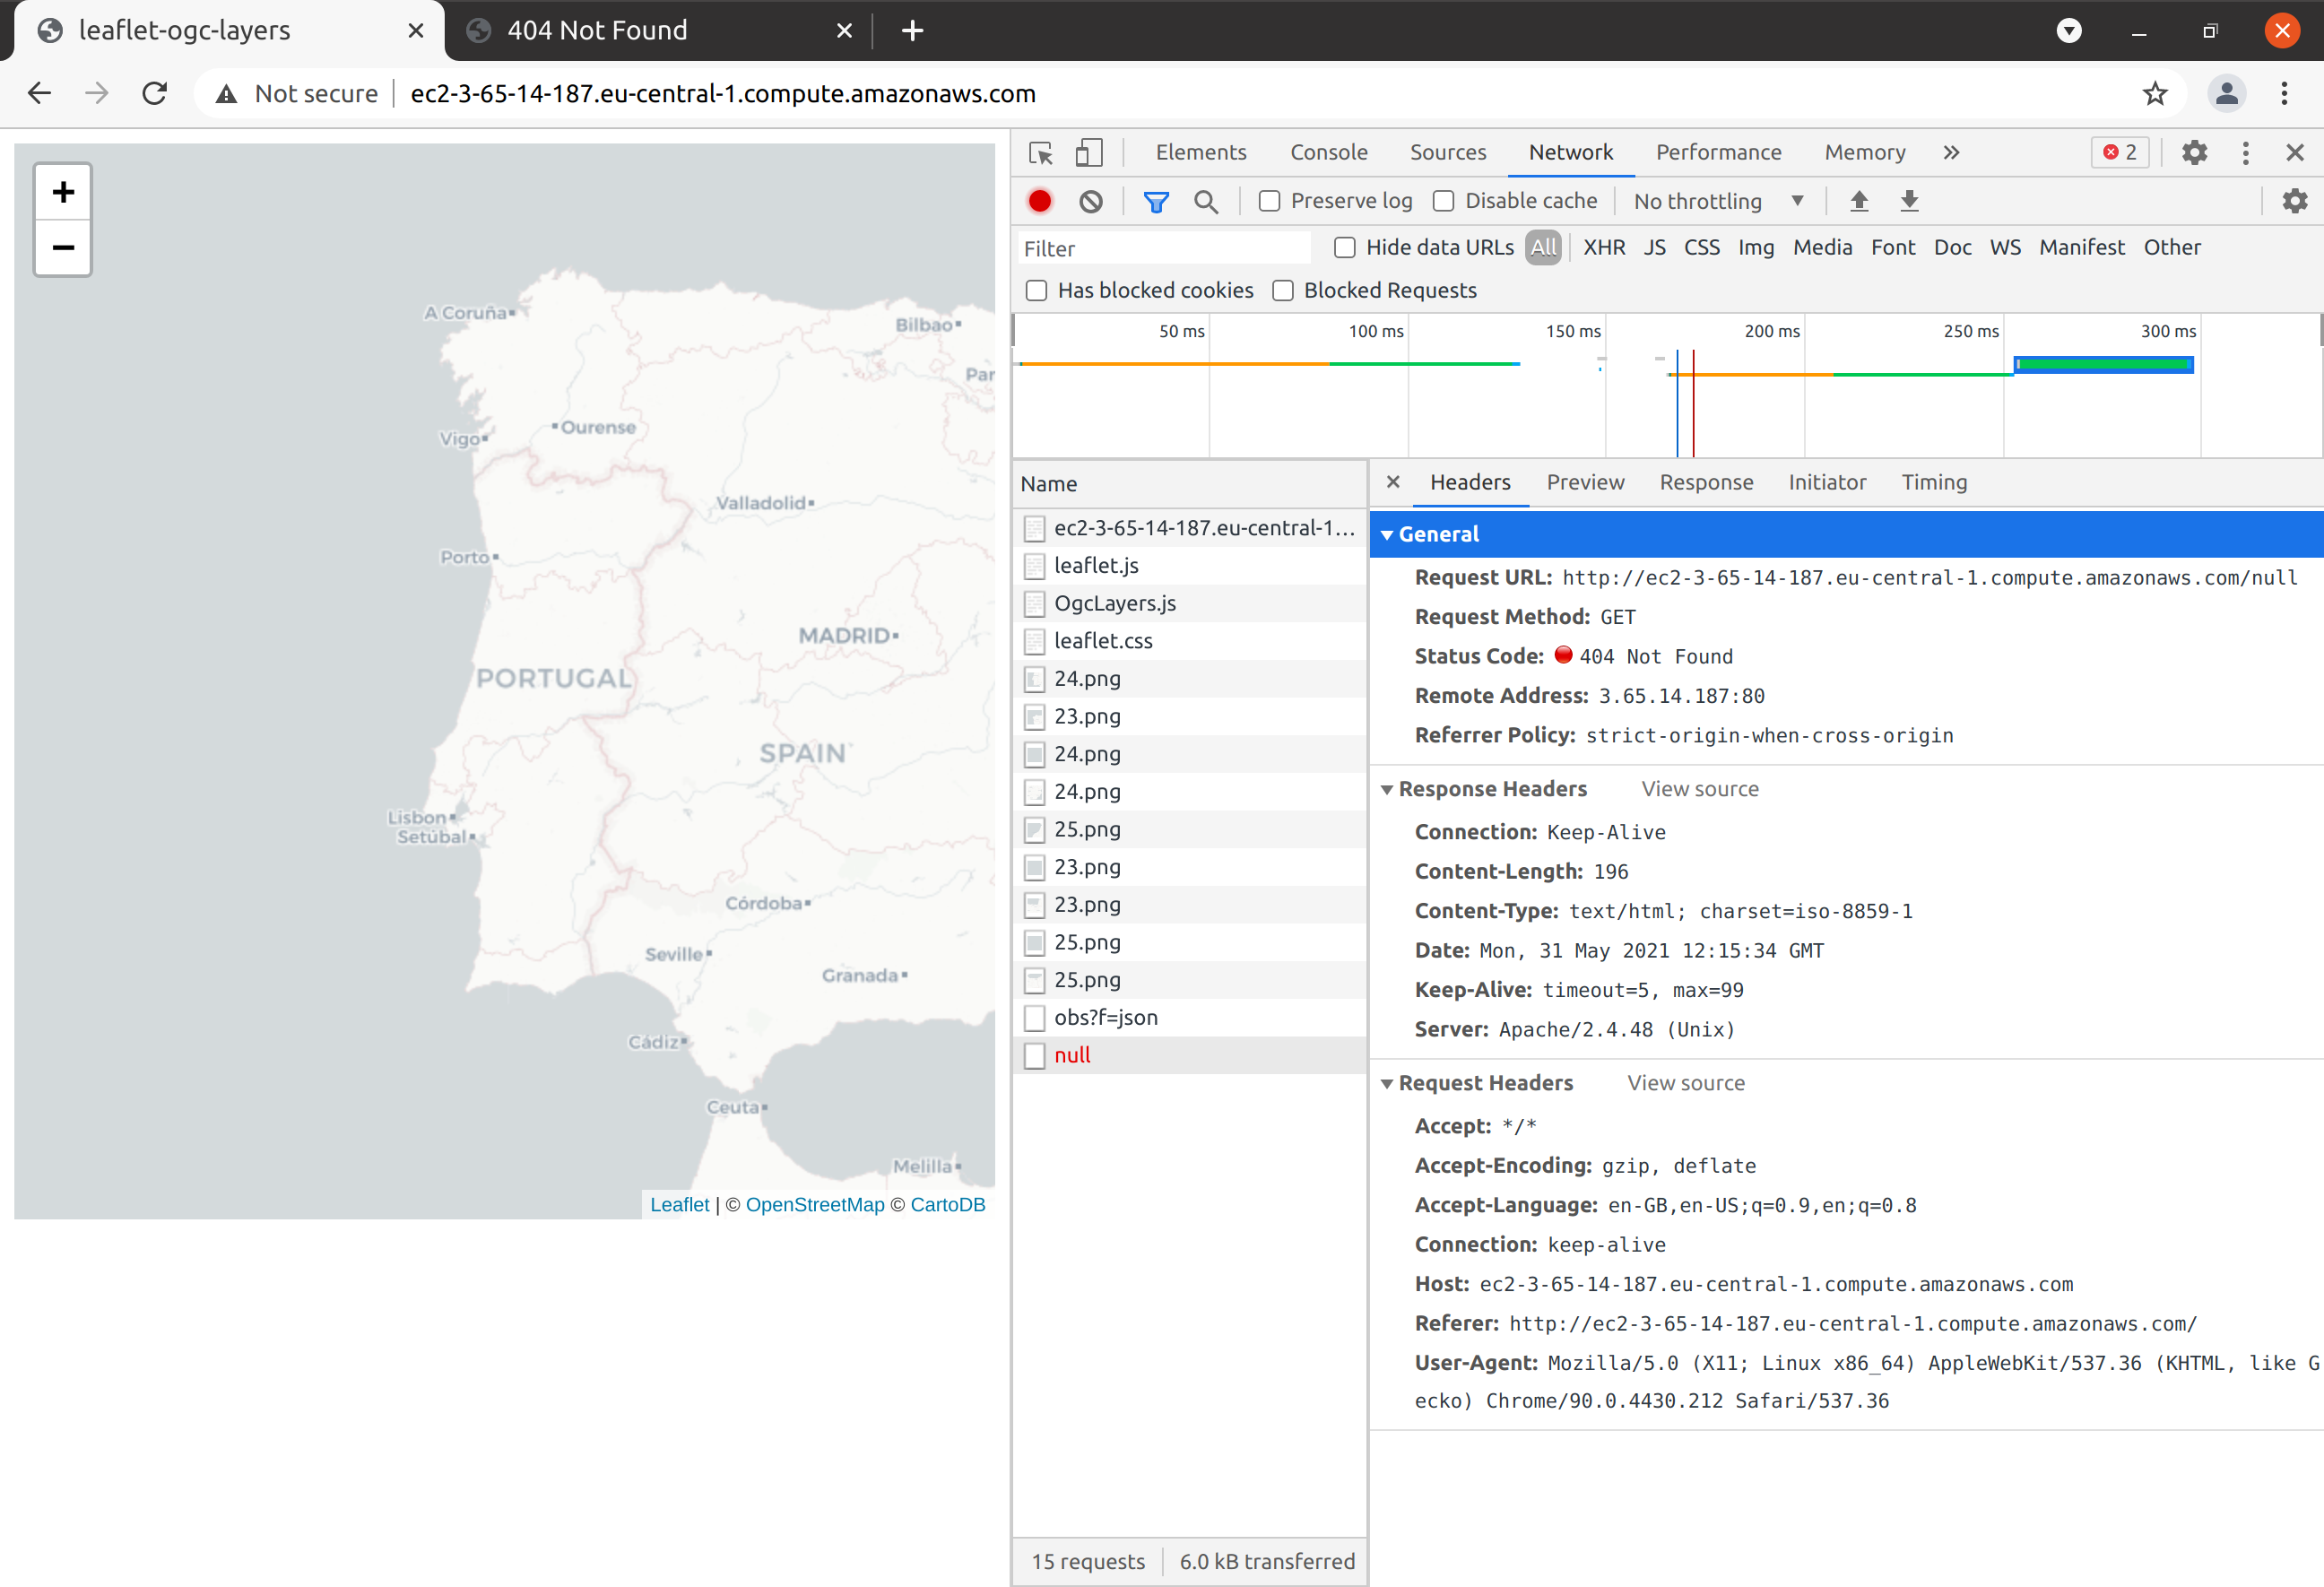 leaflet-ogc-layers
404 Not Found
Not secure
ec2-3-65-14-187.eu-central-1.compute.amazonaws.com
+
−
A Coruña
Bilbao
Par
Ourense
Vigo
Valladolid
Porto
MADRID
PORTUGAL
SPAIN
Lisbon
Setúbal
Córdoba
Seville
Granada
Cádiz
Ceuta
Melilla
Leaflet | © OpenStreetMap © CartoDB
Elements Console Sources Network Performance Memory » 2
Preserve log Disable cache No throttling
Filter Hide data URLs All XHR JS CSS Img Media Font Doc WS Manifest Other
Has blocked cookies Blocked Requests
50 ms 100 ms 150 ms 200 ms 250 ms 300 ms
Name
ec2-3-65-14-187.eu-central-1...
leaflet.js
OgcLayers.js
leaflet.css
24.png
23.png
24.png
24.png
25.png
23.png
23.png
25.png
25.png
obs?f=json
null
15 requests 6.0 kB transferred
Headers Preview Response Initiator Timing
General
Request URL: http://ec2-3-65-14-187.eu-central-1.compute.amazonaws.com/null
Request Method: GET
Status Code: 404 Not Found
Remote Address: 3.65.14.187:80
Referrer Policy: strict-origin-when-cross-origin
Response Headers View source
Connection: Keep-Alive
Content-Length: 196
Content-Type: text/html; charset=iso-8859-1
Date: Mon, 31 May 2021 12:15:34 GMT
Keep-Alive: timeout=5, max=99
Server: Apache/2.4.48 (Unix)
Request Headers View source
Accept: */*
Accept-Encoding: gzip, deflate
Accept-Language: en-GB,en-US;q=0.9,en;q=0.8
Connection: keep-alive
Host: ec2-3-65-14-187.eu-central-1.compute.amazonaws.com
Referer: http://ec2-3-65-14-187.eu-central-1.compute.amazonaws.com/
User-Agent: Mozilla/5.0 (X11; Linux x86_64) AppleWebKit/537.36 (KHTML, like G
ecko) Chrome/90.0.4430.212 Safari/537.36